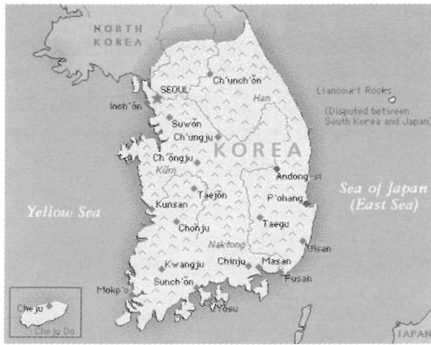 NORTH
KOREA
Ch'unch'ŏn
SEOUL
Inch'ŏn
Han
Liancourt Rocks
(Disputed between
South Korea and Japan)
Suwŏn
Ch'ungju
KOREA
Ch'ŏngju
Kŭm
Andong-si
Sea of Japan
(East Sea)
Taejŏn
P'ohang
Yellow Sea
Kunsan
Chonju
Taegu
Naktong
Ulsan
Kwangju
Chinju
Masan
Sunch'ŏn
Pusan
Mokp'o
Yŏsu
Cheju
Cheju Do
JAPAN